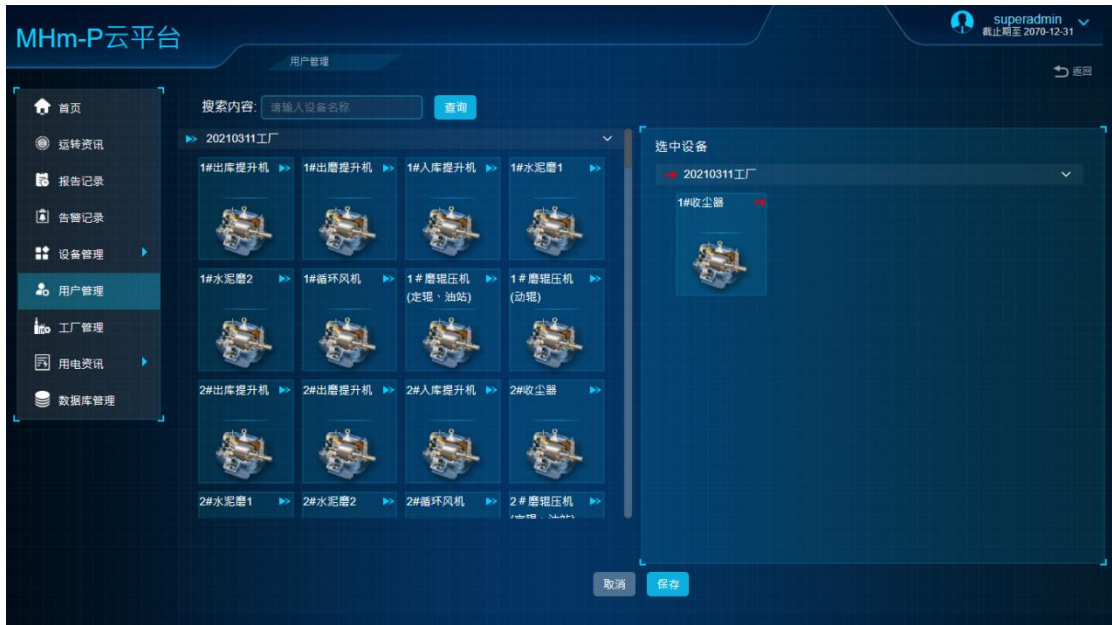 MHm-P云平台
superadmin
截止期至 2070-12-31
用户管理
返回
首页
运转资讯
报告记录
告警记录
设备管理
用户管理
工厂管理
用电资讯
数据库管理
搜索内容: 请输入设备名称 查询
20210311工厂
1#出库提升机 1#出磨提升机 1#入库提升机 1#水泥磨1
1#水泥磨2 1#循环风机 1#磨辊压机 1#磨辊压机
(定辊、油站) (动辊)
2#出库提升机 2#出磨提升机 2#入库提升机 2#收尘器
2#水泥磨1 2#水泥磨2 2#循环风机 2#磨辊压机
选中设备
20210311工厂
1#收尘器
取消 保存